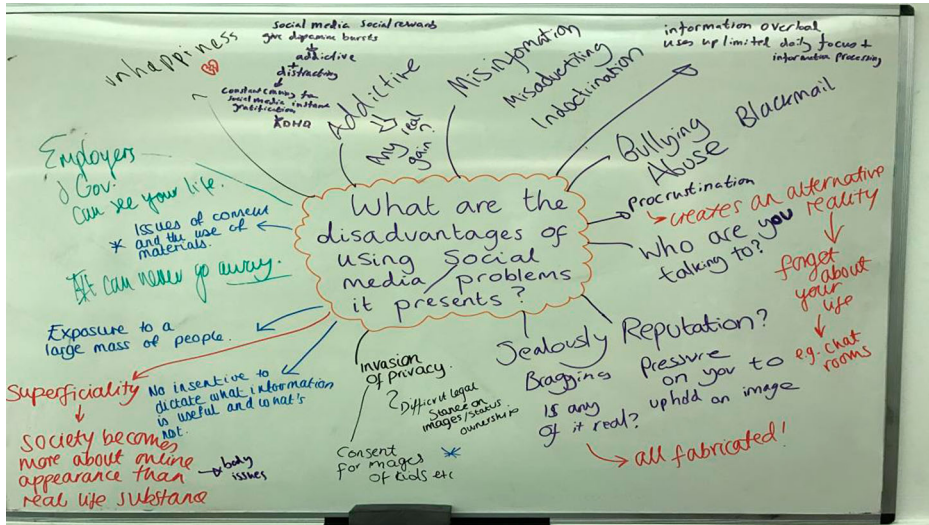 What are the
disadvantages of
using Social
media / problems
it presents?
unhappiness
social media social rewards
give dopamine bursts
addictive
distracting
constant craving for
social media instant
gratification
ADHD
Addictive
Any real
gain?
Misinformation
Misadvertising
Indoctrination
information overload
uses up limited daily focus +
information processing
Bullying
Abuse
Blackmail
procrastination
creates an alternative
reality
forget
about
your
life
e.g. chat
rooms
Who are you
talking to?
Reputation?
Pressure
on you to
uphold an image
Jealously
Bragging
Is any
of it real?
all fabricated!
Invasion
of privacy.
Difficult legal
Stance on
images/status
ownership
Consent
for images
of kids etc
No incentive to
dictate what information
is useful and what's
not.
Superficiality
Society becomes
more about online
appearance than
real life substance
body
issues
Exposure to a
large mass of people.
It can never go away.
Issues of consent
and the use of
materials.
Employers
Gov.
Can see your life.